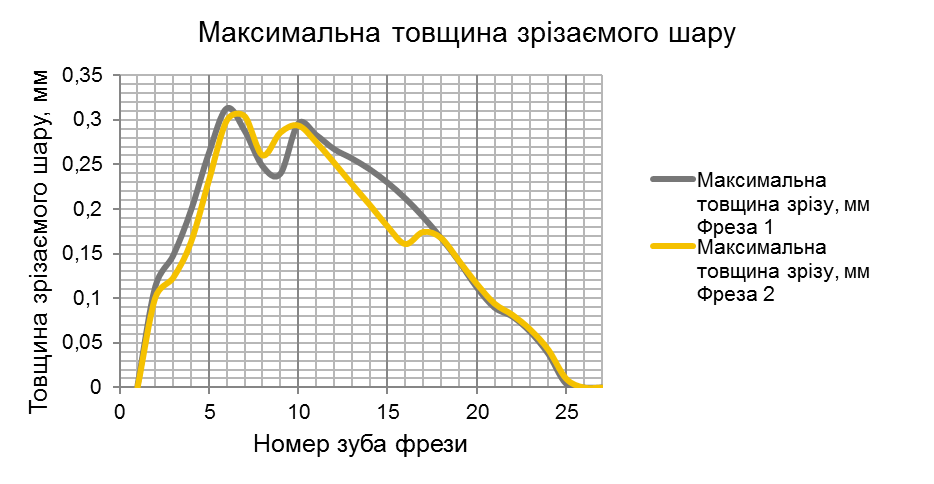 Максимальна товщина зрізаємого шару
Товщина зрізаємого шару, мм
0,35
0,3
0,25
0,2
0,15
0,1
0,05
0
0 5 10 15 20 25
Номер зуба фрези
Максимальна
товщина зрізу, мм
Фреза 1
Максимальна
товщина зрізу, мм
Фреза 2